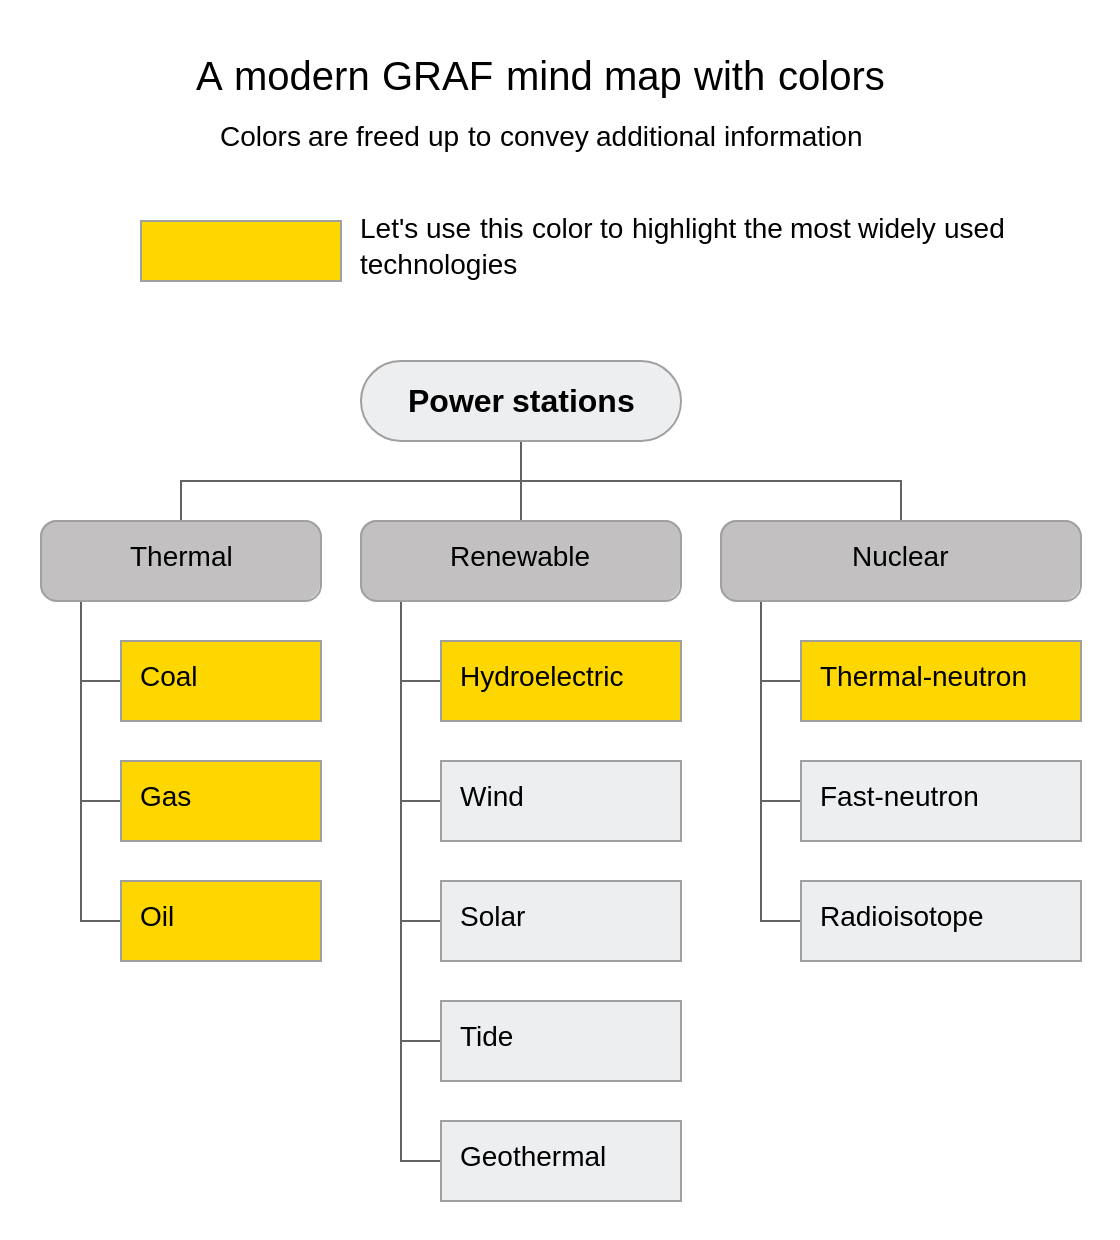 A modern GRAF mind map with colors
Colors are freed up to convey additional information
Let's use this color to highlight the most widely used
technologies
Power stations
Thermal
Renewable
Nuclear
Coal
Hydroelectric
Thermal-neutron
Gas
Wind
Fast-neutron
Oil
Solar
Radioisotope
Tide
Geothermal